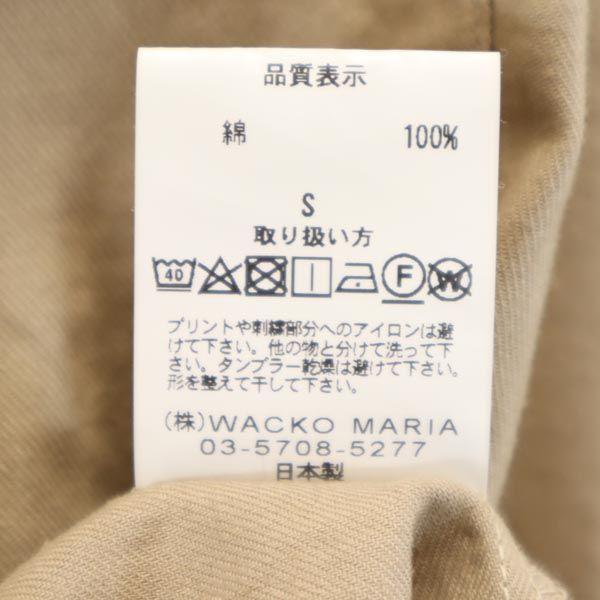 品質表示
綿 100%
S
取り扱い方
40 F W
プリントや刺繍部分へのアイロンは避
けて下さい。他の物と分けて洗って下
さい。タンブラー乾燥は避けて下さい。
形を整えて干して下さい。
(株)WACKO MARIA
03-5708-5277
日本製